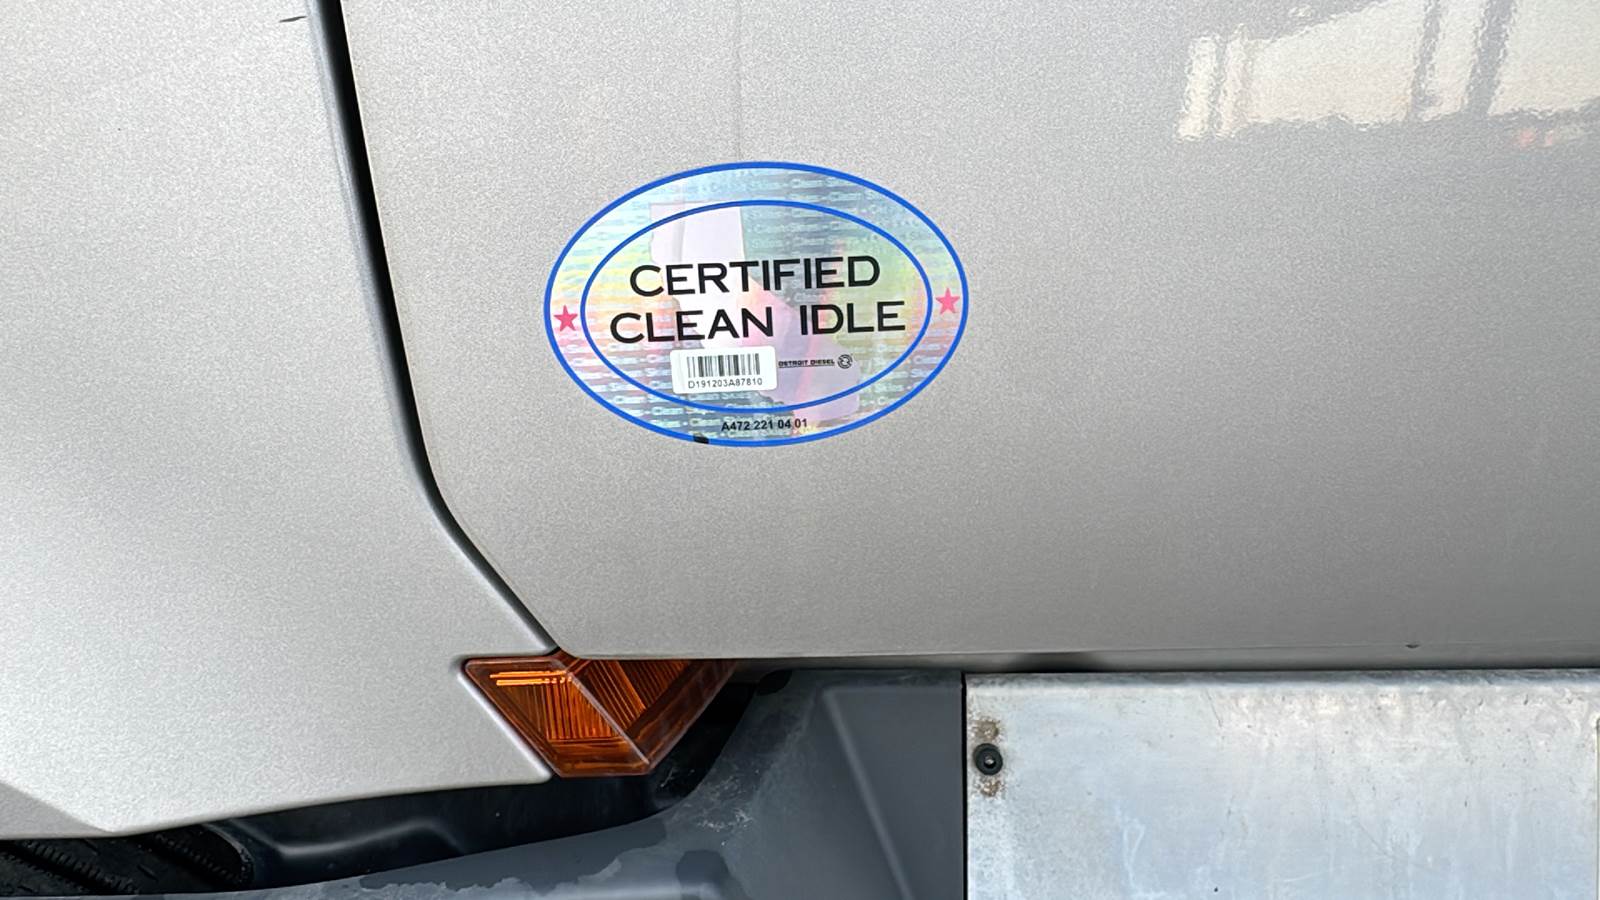 CERTIFIED
CLEAN IDLE
DETROIT DIESEL
D191203A87810
A472 221 04 01